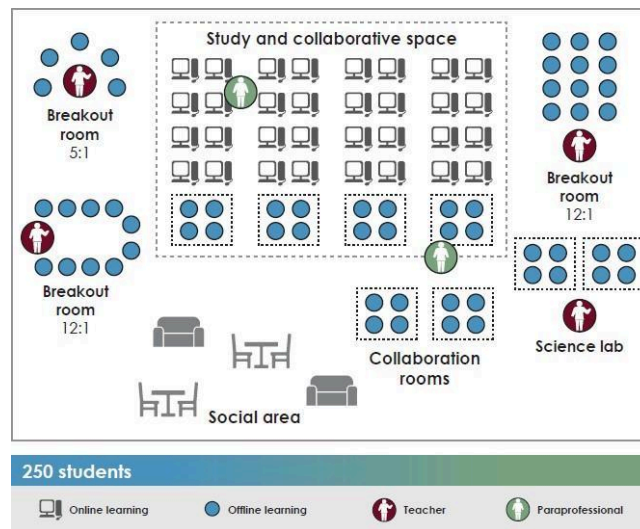 Study and collaborative space
Breakout
room
5:1
Breakout
room
12:1
Breakout
room
12:1
Science lab
Collaboration
rooms
Social area
250 students
Online learning
Offline learning
Teacher
Paraprofessional